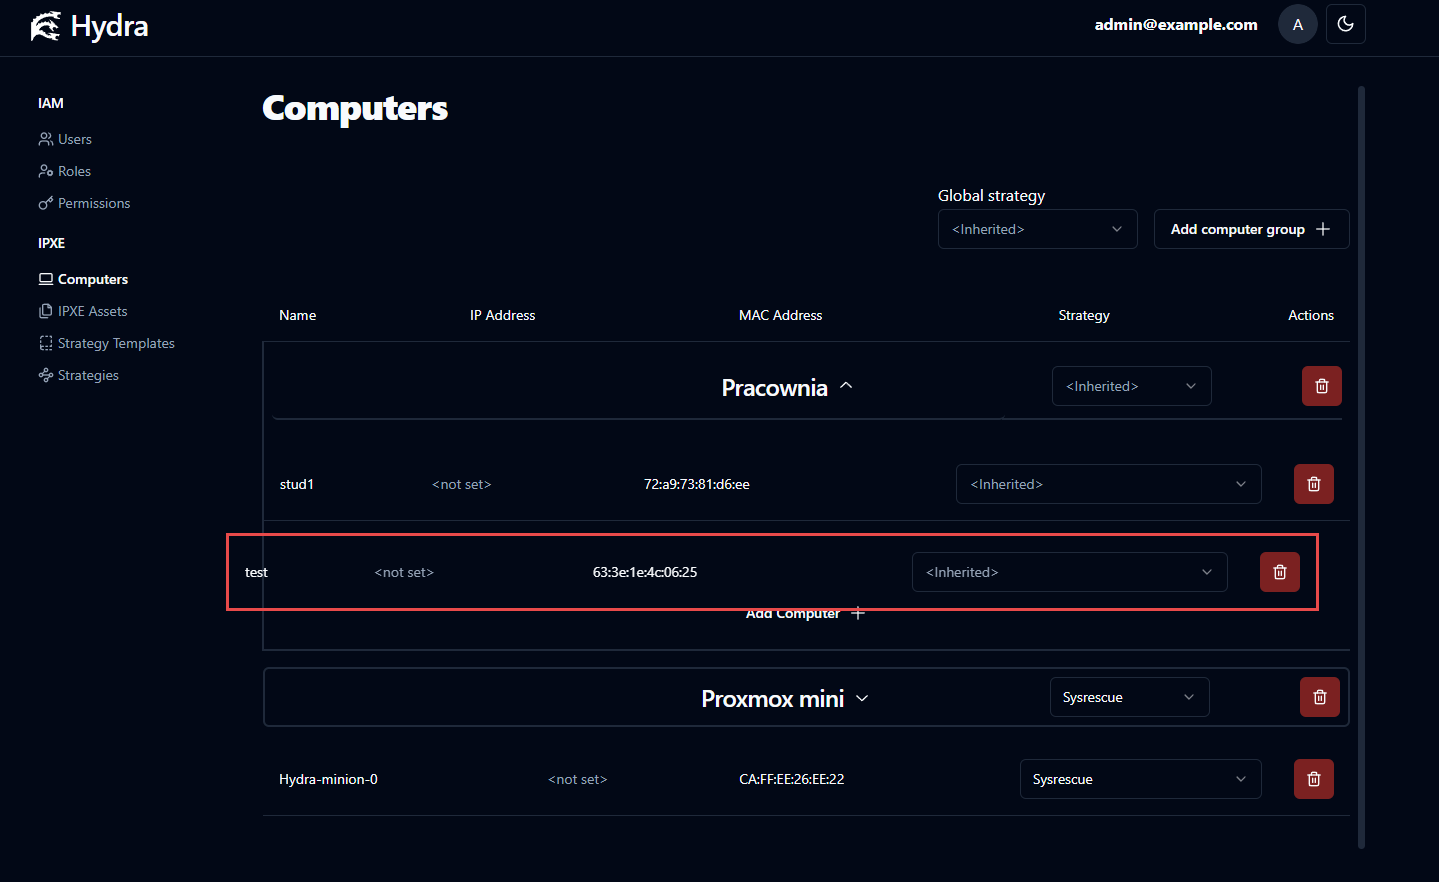 Hydra
admin@example.com A
IAM
Users
Roles
Permissions
IPXE
Computers
IPXE Assets
Strategy Templates
Strategies
Computers
Global strategy
<Inherited>
Add computer group
Name IP Address MAC Address Strategy Actions
Pracownia <Inherited>
stud1 <not set> 72:a9:73:81:d6:ee <Inherited>
test <not set> 63:3e:1e:4c:06:25 <Inherited>
Add Computer
Proxmox mini Sysrescue
Hydra-minion-0 <not set> CA:FF:EE:26:EE:22 Sysrescue